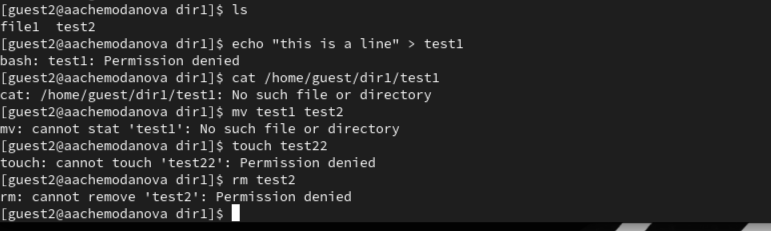 [guest2@aachemodanova dir1]$ ls
file1  test2
[guest2@aachemodanova dir1]$ echo "this is a line" > test1
bash: test1: Permission denied
[guest2@aachemodanova dir1]$ cat /home/guest/dir1/test1
cat: /home/guest/dir1/test1: No such file or directory
[guest2@aachemodanova dir1]$ mv test1 test2
mv: cannot stat 'test1': No such file or directory
[guest2@aachemodanova dir1]$ touch test22
touch: cannot touch 'test22': Permission denied
[guest2@aachemodanova dir1]$ rm test2
rm: cannot remove 'test2': Permission denied
[guest2@aachemodanova dir1]$